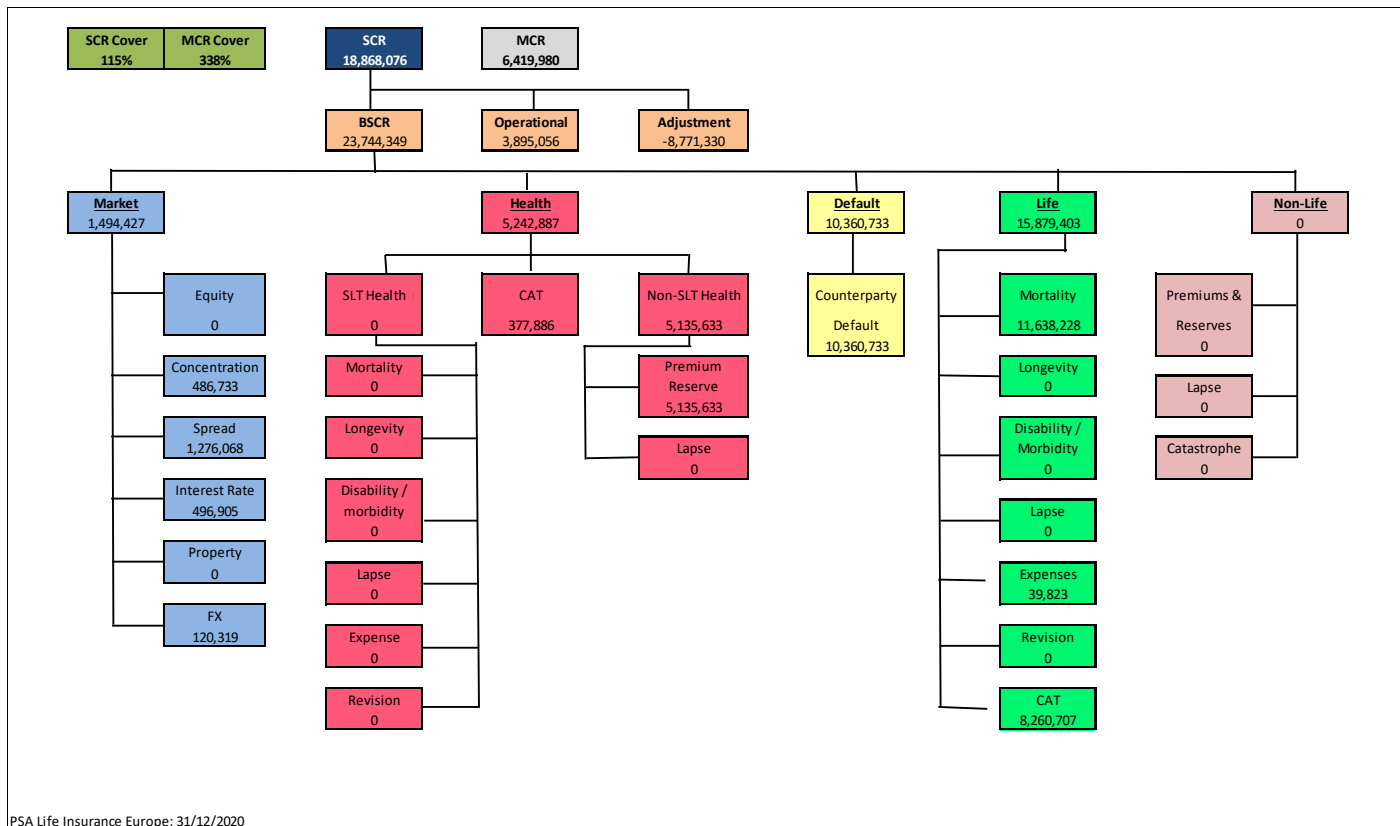 SCR Cover
115%
MCR Cover
338%
SCR
18,868,076
MCR
6,419,980
BSCR
23,744,349
Operational
3,895,056
Adjustment
-8,771,330
Market
1,494,427
Health
5,242,887
Default
10,360,733
Life
15,879,403
Non-Life
0
Equity
0
Concentration
486,733
Spread
1,276,068
Interest Rate
496,905
Property
0
FX
120,319
SLT Health
0
CAT
377,886
Non-SLT Health
5,135,633
Mortality
0
Longevity
0
Disability /
morbidity
0
Lapse
0
Expense
0
Revision
0
Premium
Reserve
5,135,633
Lapse
0
Counterparty
Default
10,360,733
Mortality
11,638,228
Longevity
0
Disability /
Morbidity
0
Lapse
0
Expenses
39,823
Revision
0
CAT
8,260,707
Premiums &
Reserves
0
Lapse
0
Catastrophe
0
PSA Life Insurance Europe: 31/12/2020